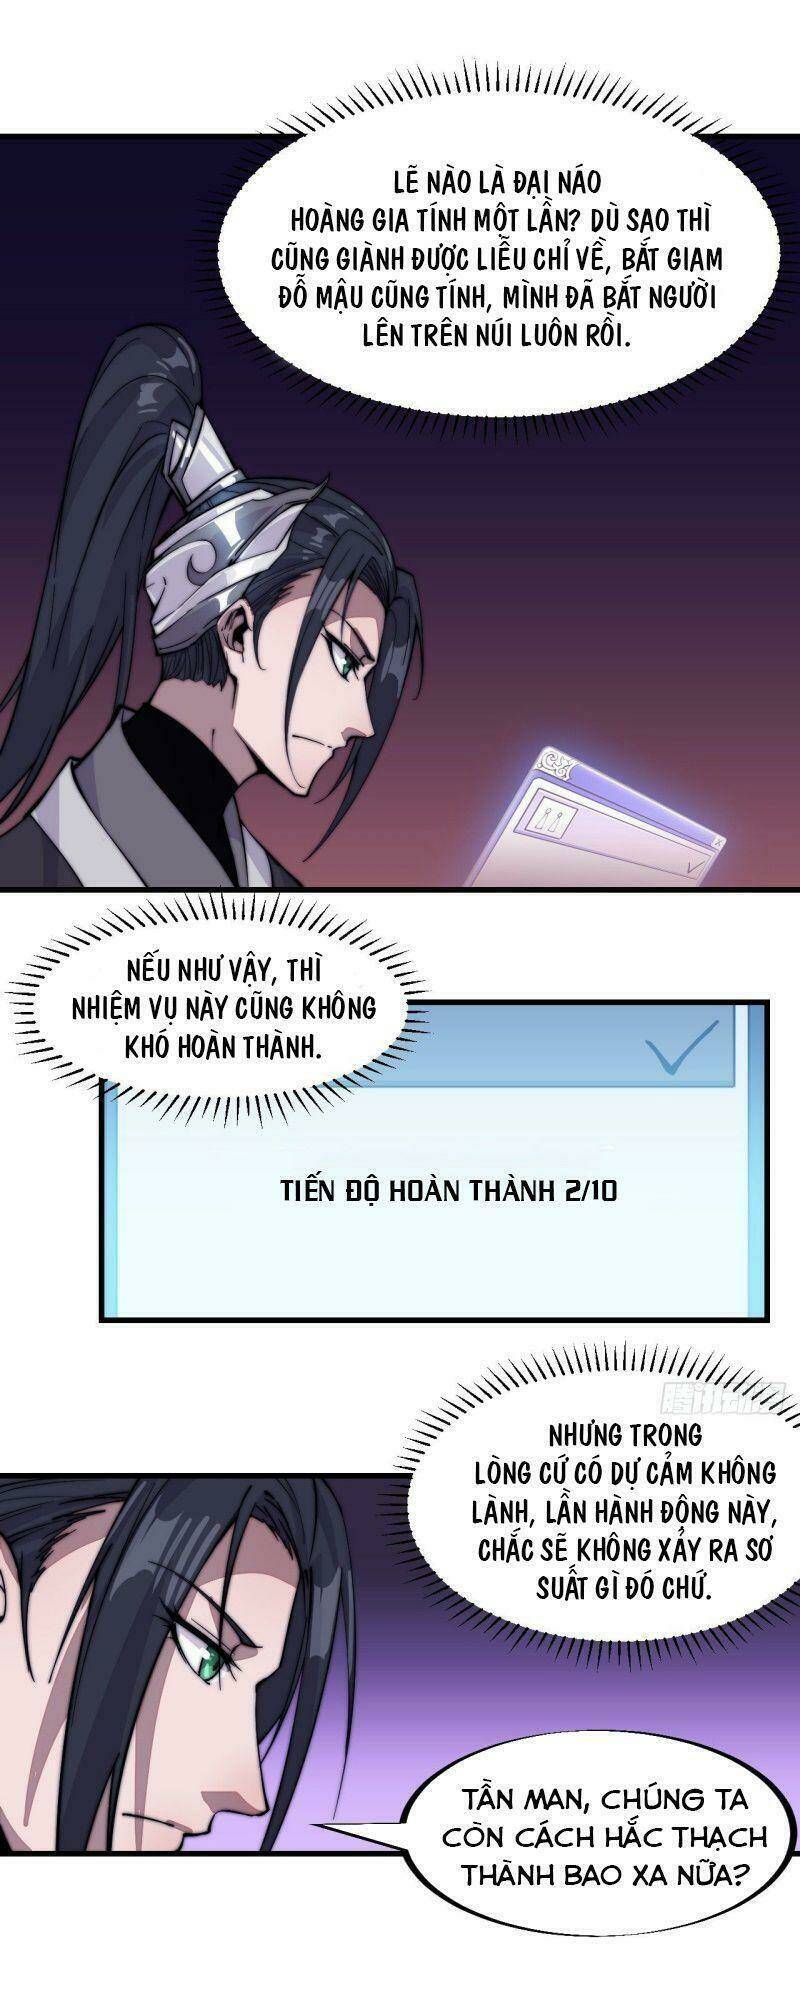 LẼ NÀO LÀ ĐẠI NÁO
HOÀNG GIA TÍNH MỘT LẦN? DÙ SAO THÌ
CŨNG GIÀNH ĐƯỢC LIỄU CHỈ VỀ, BẮT GIAM
ĐỖ MẬU CŨNG TÍNH, MÌNH ĐÃ BẮT NGƯỜI
LÊN TRÊN NÚI LUÔN RỒI.
NẾU NHƯ VẬY, THÌ
NHIỆM VỤ NÀY CŨNG KHÔNG
KHÓ HOÀN THÀNH.
TIẾN ĐỘ HOÀN THÀNH 2/10
NHƯNG TRONG
LÒNG CỨ CÓ DỰ CẢM KHÔNG
LÀNH, LẦN HÀNH ĐỘNG NÀY,
CHẮC SẼ KHÔNG XẢY RA SƠ
SUẤT GÌ ĐÓ CHỨ.
TẦN MAN, CHÚNG TA
CÒN CÁCH HẮC THẠCH
THÀNH BAO XA NỮA?